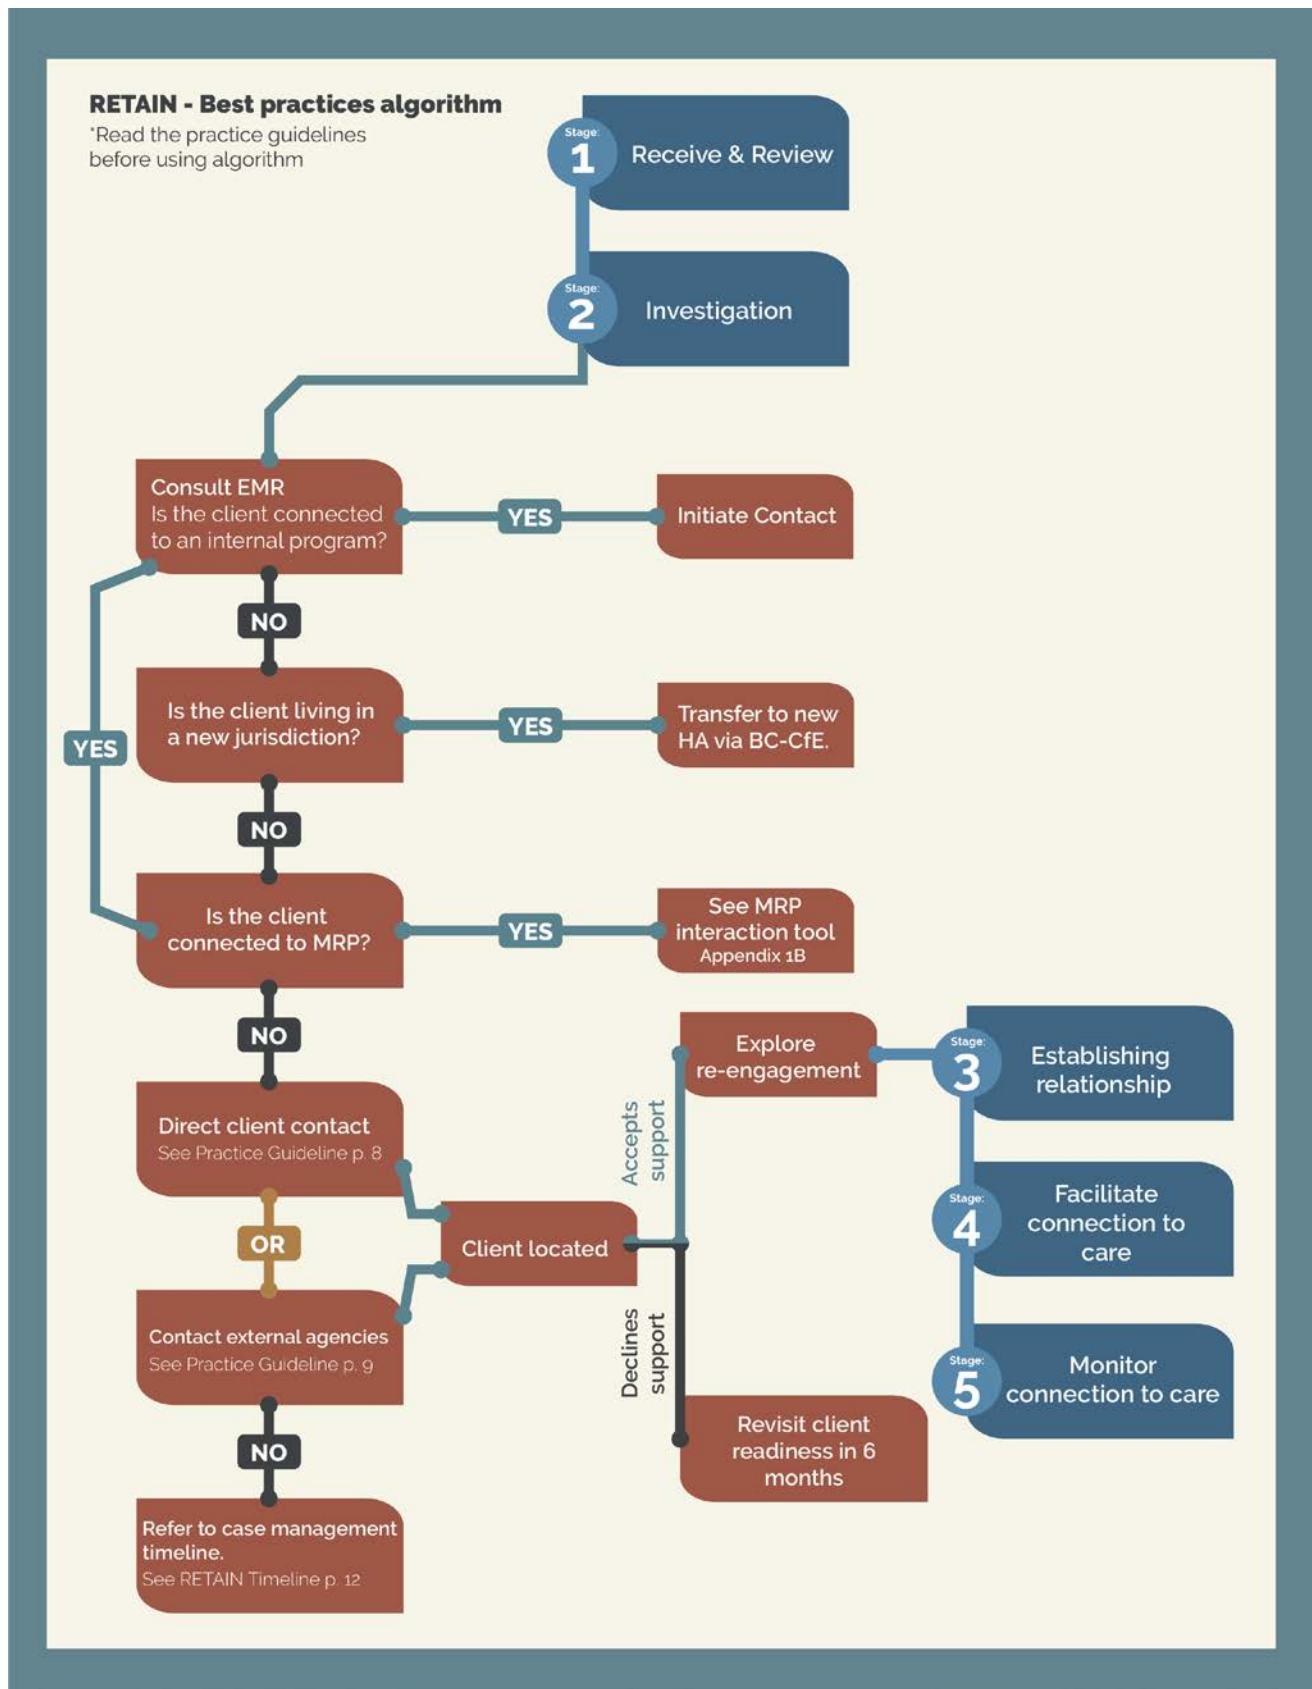 RETAIN - Best practices algorithm
*Read the practice guidelines
before using algorithm
Stage:
1
Receive & Review
Stage:
2
Investigation
Consult EMR
Is the client connected
to an internal program?
YES
Initiate Contact
NO
Is the client living in
a new jurisdiction?
YES
Transfer to new
HA via BC-CfE.
YES
NO
Is the client
connected to MRP?
YES
See MRP
interaction tool
Appendix 1B
NO
Direct client contact
See Practice Guideline p. 8
OR
Contact external agencies
See Practice Guideline p. 9
NO
Refer to case management
timeline.
See RETAIN Timeline p. 12
Client located
Accepts
support
Explore
re-engagement
Declines
support
Revisit client
readiness in 6
months
Stage:
3
Establishing
relationship
Stage:
4
Facilitate
connection to
care
Stage:
5
Monitor
connection to care